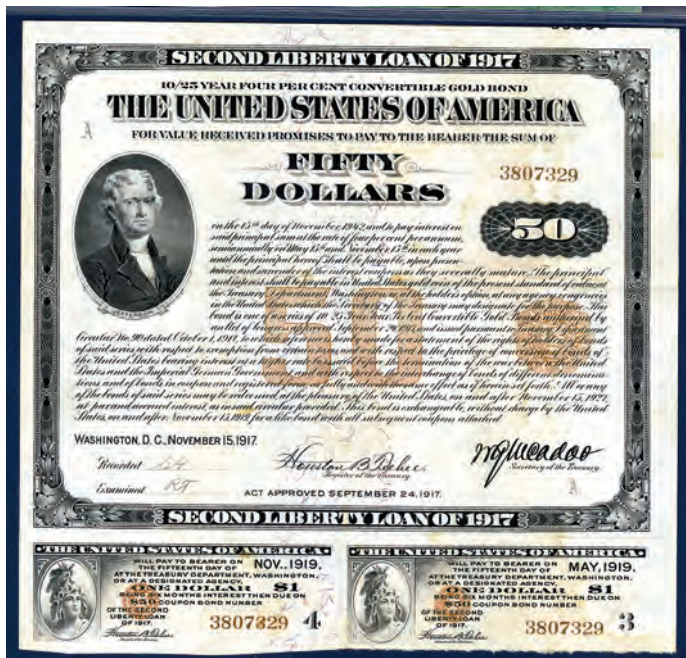 SECOND LIBERTY LOAN OF 1917
10/25 YEAR FOUR PER CENT CONVERTIBLE GOLD BOND
THE UNITED STATES OF AMERICA
A
FOR VALUE RECEIVED PROMISES TO PAY TO THE BEARER THE SUM OF
FIFTY
3807329
DOLLARS
50
on the 15th day of November, 1942, and to pay interest on
said principal sum at the rate of four per cent per annum,
semiannually on May 15th and November 15th in each year
until the principal hereof shall be payable, upon presen-
tation and surrender of the interest coupons as they severally mature. The principal
and interest shall be payable in United States gold coin of the present standard of value at
the Treasury Department, Washington, or at the holder's option, at any agency or agencies
in the United States which the Secretary of the Treasury may designate for the purpose. This
bond is one of a series of 10-25 Year Four Per Cent Convertible Gold Bonds authorized by
an Act of Congress approved September 24, 1917, and issued pursuant to Treasury Department
JEFFERSON
50
Circular No. 90 dated October 1, 1917, to which reference is hereby made for a statement of the rights of holders of bonds
of said series with respect to exemption from taxation, and with respect to the privilege of conversion of bonds of
the United States bearing interest at a higher rate issued before the termination of the war between the United
States and the Imperial German Government, and also with respect to interchange of bonds of different denomina-
tions and of bonds in coupon and registered form, as fully and with the same effect as if herein set forth. All or any
of the bonds of said series may be redeemed at the pleasure of the United States, on and after November 15, 1927,
at par and accrued interest, as in said circular provided. This bond is exchangeable, without charge by the United
States, on and after November 15, 1919, for a like bond with all subsequent coupons attached.
WASHINGTON, D. C., NOVEMBER 15, 1917.
Recorded
Register of the Treasury
W G McAdoo
Secretary of the Treasury
Examined RT
A
ACT APPROVED SEPTEMBER 24, 1917.
SECOND LIBERTY LOAN OF 1917
THE UNITED STATES OF AMERICA
WILL PAY TO BEARER ON
THE FIFTEENTH DAY OF NOV., 1919,
AT THE TREASURY DEPARTMENT, WASHINGTON,
OR AT A DESIGNATED AGENCY,
ONE DOLLAR $1
BEING SIX MONTHS INTEREST THEN DUE ON
$50 COUPON BOND NUMBER
OF THE SECOND
LIBERTY LOAN
OF 1917.
3807329 4
THE UNITED STATES OF AMERICA
WILL PAY TO BEARER ON
THE FIFTEENTH DAY OF MAY, 1919,
AT THE TREASURY DEPARTMENT, WASHINGTON,
OR AT A DESIGNATED AGENCY,
ONE DOLLAR $1
BEING SIX MONTHS INTEREST THEN DUE ON
$50 COUPON BOND NUMBER
OF THE SECOND
LIBERTY LOAN
OF 1917.
3807329 3